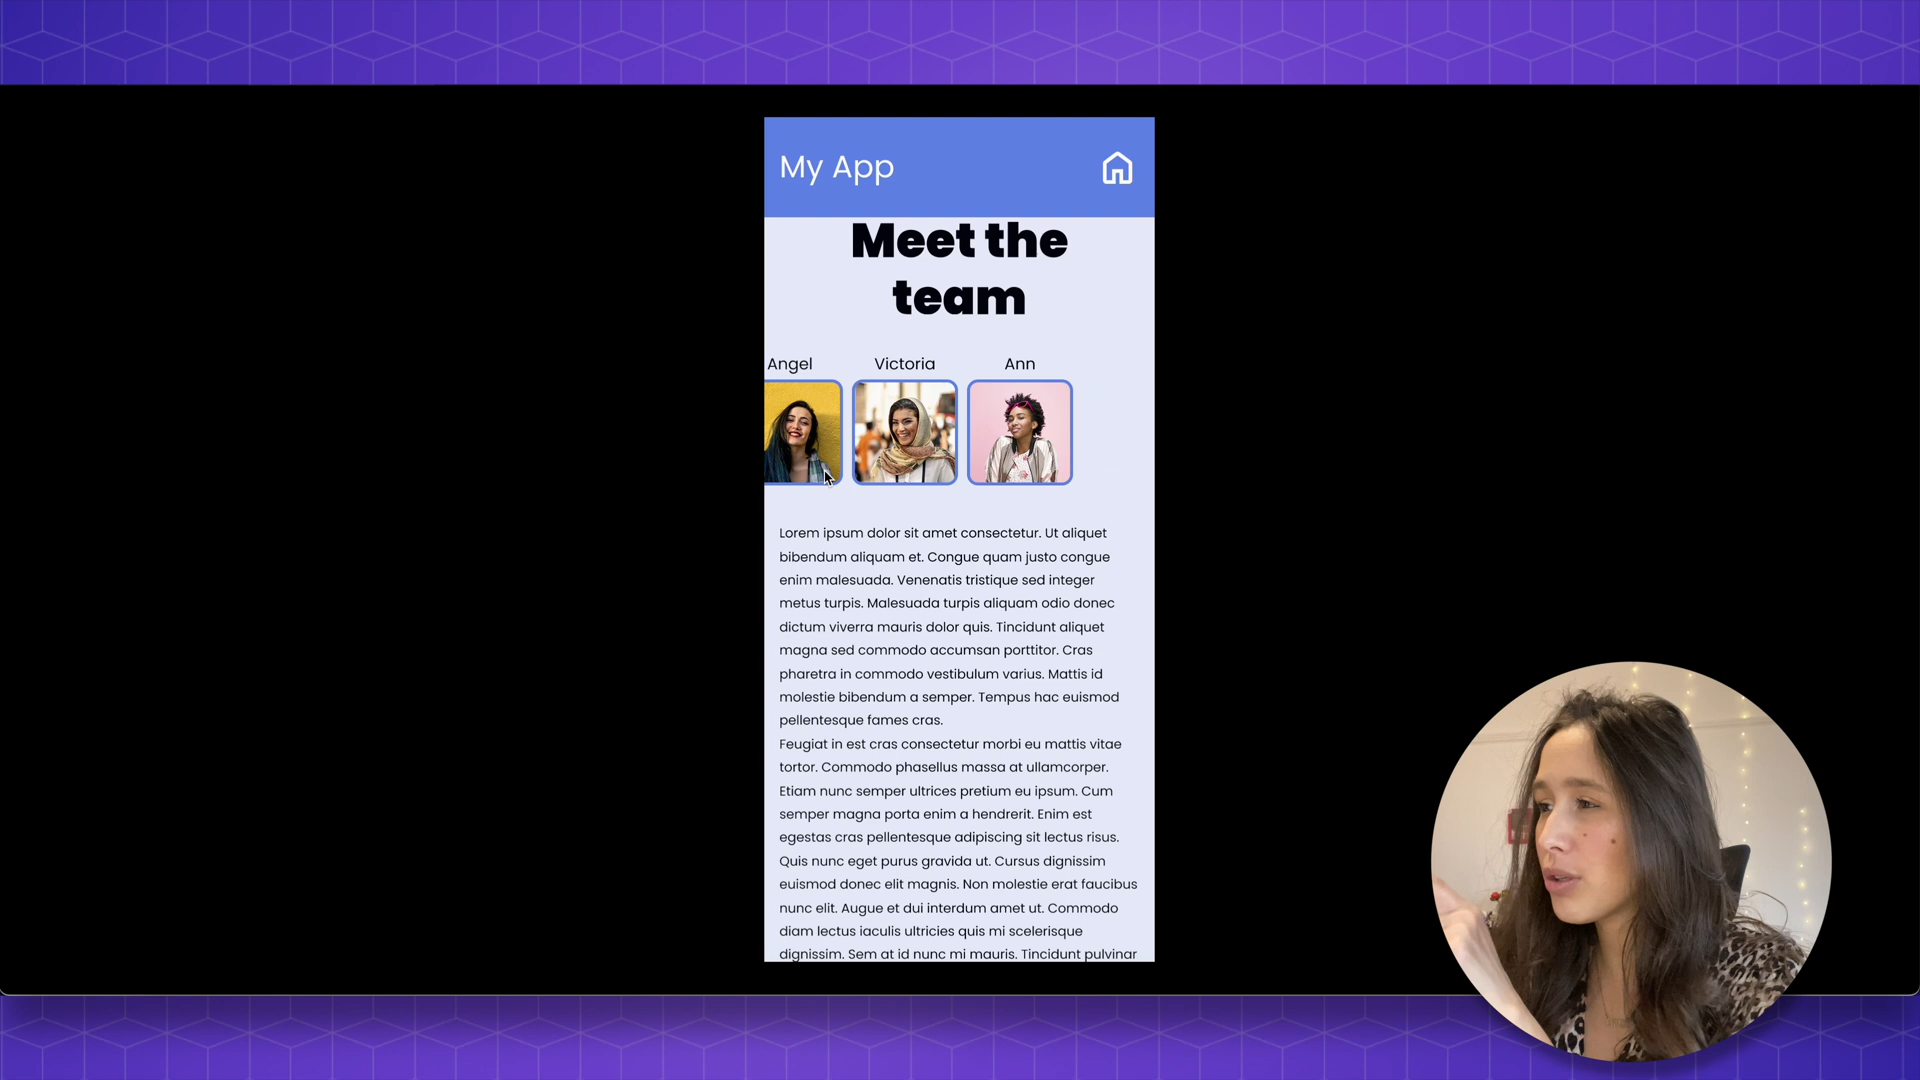 My App
Meet the
team
Angel Victoria Ann
Lorem ipsum dolor sit amet consectetur. Ut aliquet
bibendum aliquam et. Congue quam justo congue
enim malesuada. Venenatis tristique sed integer
metus turpis. Malesuada turpis aliquam odio donec
dictum viverra mauris dolor quis. Tincidunt aliquet
magna sed commodo accumsan porttitor. Cras
pharetra in commodo vestibulum varius. Mattis id
molestie bibendum a semper. Tempus hac euismod
pellentesque fames cras.
Feugiat in est cras consectetur morbi eu mattis vitae
tortor. Commodo phasellus massa at ullamcorper.
Etiam nunc semper ultrices pretium eu ipsum. Cum
semper magna porta enim a hendrerit. Enim est
egestas cras pellentesque adipiscing sit lectus risus.
Quis nunc eget purus gravida ut. Cursus dignissim
euismod donec elit magnis. Non molestie erat faucibus
nunc elit. Augue et dui interdum amet ut. Commodo
diam lectus iaculis ultricies quis mi scelerisque
dignissim. Sem at id nunc mi mauris. Tincidunt pulvinar